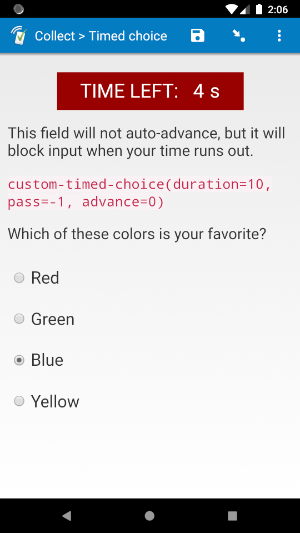 2:06
Collect > Timed choice
TIME LEFT: 4 s
This field will not auto-advance, but it will
block input when your time runs out.
custom-timed-choice(duration=10,
pass=-1, advance=0)
Which of these colors is your favorite?
Red
Green
Blue
Yellow